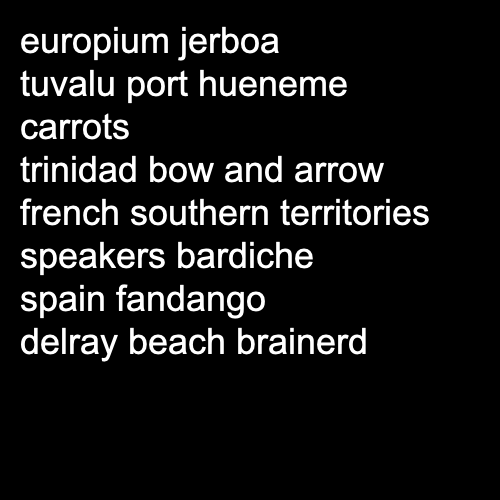 europium jerboa
tuvalu port hueneme
carrots
trinidad bow and arrow
french southern territories
speakers bardiche
spain fandango
delray beach brainerd